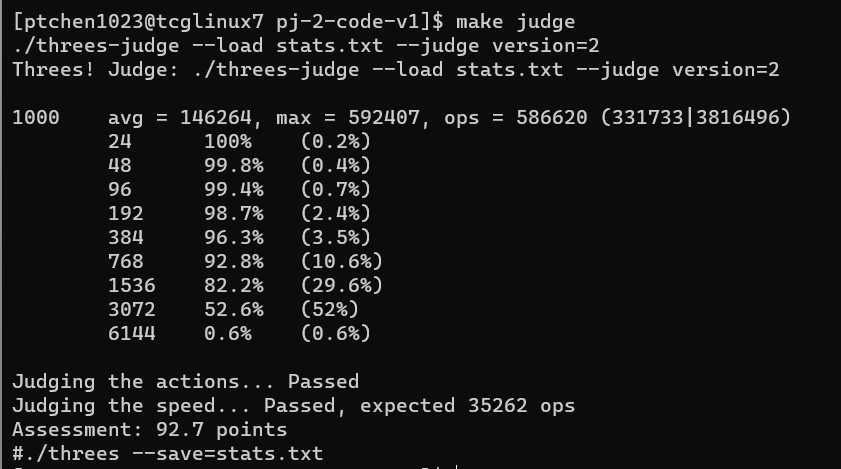 [ptchen1023@tcglinux7 pj-2-code-v1]$ make judge
./threes-judge --load stats.txt --judge version=2
Threes! Judge: ./threes-judge --load stats.txt --judge version=2
1000 avg = 146264, max = 592407, ops = 586620 (331733|3816496)
24 100% (0.2%)
48 99.8% (0.4%)
96 99.4% (0.7%)
192 98.7% (2.4%)
384 96.3% (3.5%)
768 92.8% (10.6%)
1536 82.2% (29.6%)
3072 52.6% (52%)
6144 0.6% (0.6%)
Judging the actions... Passed
Judging the speed... Passed, expected 35262 ops
Assessment: 92.7 points
#./threes --save=stats.txt